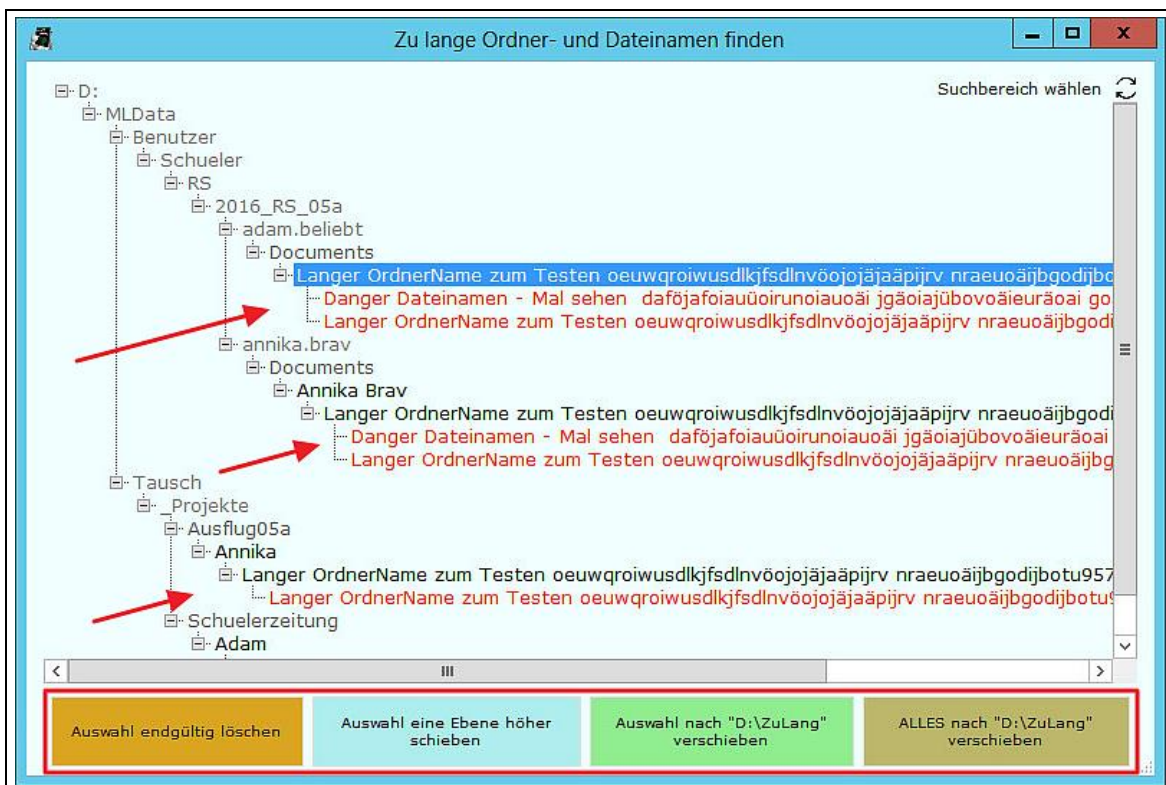 Zu lange Ordner- und Dateinamen finden
Suchbereich wählen
D:
MLData
Benutzer
Schueler
RS
2016_RS_05a
adam.beliebt
Documents
Langer OrdnerName zum Testen oeuwqroiwusdlkjfsdlnvöojojäjaäpijrv nraeuoäijbgodijbo
Danger Dateinamen - Mal sehen daföjafoiauüoirunoiauoäi jgäoiajübovoäieuräoai go
Langer OrdnerName zum Testen oeuwqroiwusdlkjfsdlnvöojojäjaäpijrv nraeuoäijbgodi
annika.brav
Documents
Annika Brav
Langer OrdnerName zum Testen oeuwqroiwusdlkjfsdlnvöojojäjaäpijrv nraeuoäijbgodi
Danger Dateinamen - Mal sehen daföjafoiauüoirunoiauoäi jgäoiajübovoäieuräoai
Langer OrdnerName zum Testen oeuwqroiwusdlkjfsdlnvöojojäjaäpijrv nraeuoäijbg
Tausch
_Projekte
Ausflug05a
Annika
Langer OrdnerName zum Testen oeuwqroiwusdlkjfsdlnvöojojäjaäpijrv nraeuoäijbgodijbotu957
Langer OrdnerName zum Testen oeuwqroiwusdlkjfsdlnvöojojäjaäpijrv nraeuoäijbgodijbotu9
Schuelerzeitung
Adam
Auswahl endgültig löschen
Auswahl eine Ebene höher
schieben
Auswahl nach "D:\ZuLang"
verschieben
ALLES nach "D:\ZuLang"
verschieben